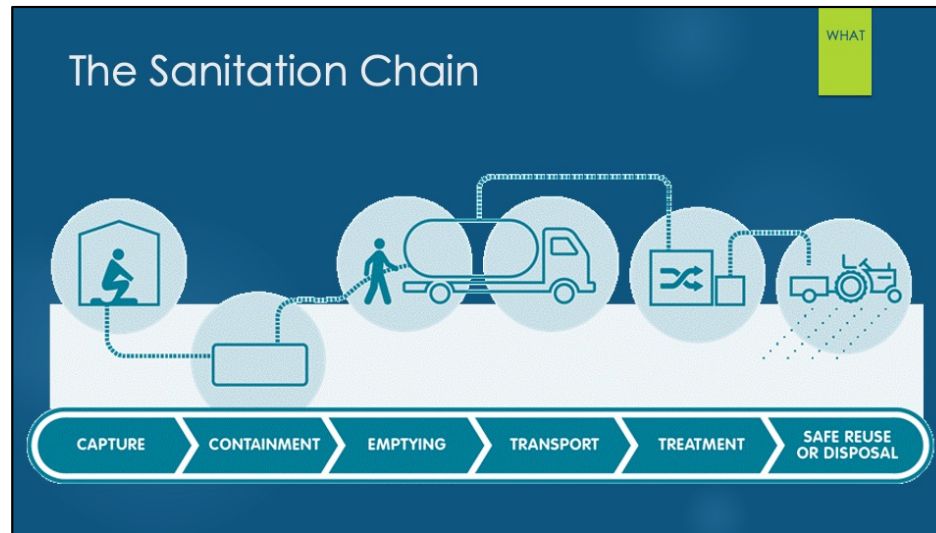 WHAT
The Sanitation Chain
CAPTURE
CONTAINMENT
EMPTYING
TRANSPORT
TREATMENT
SAFE REUSE
OR DISPOSAL